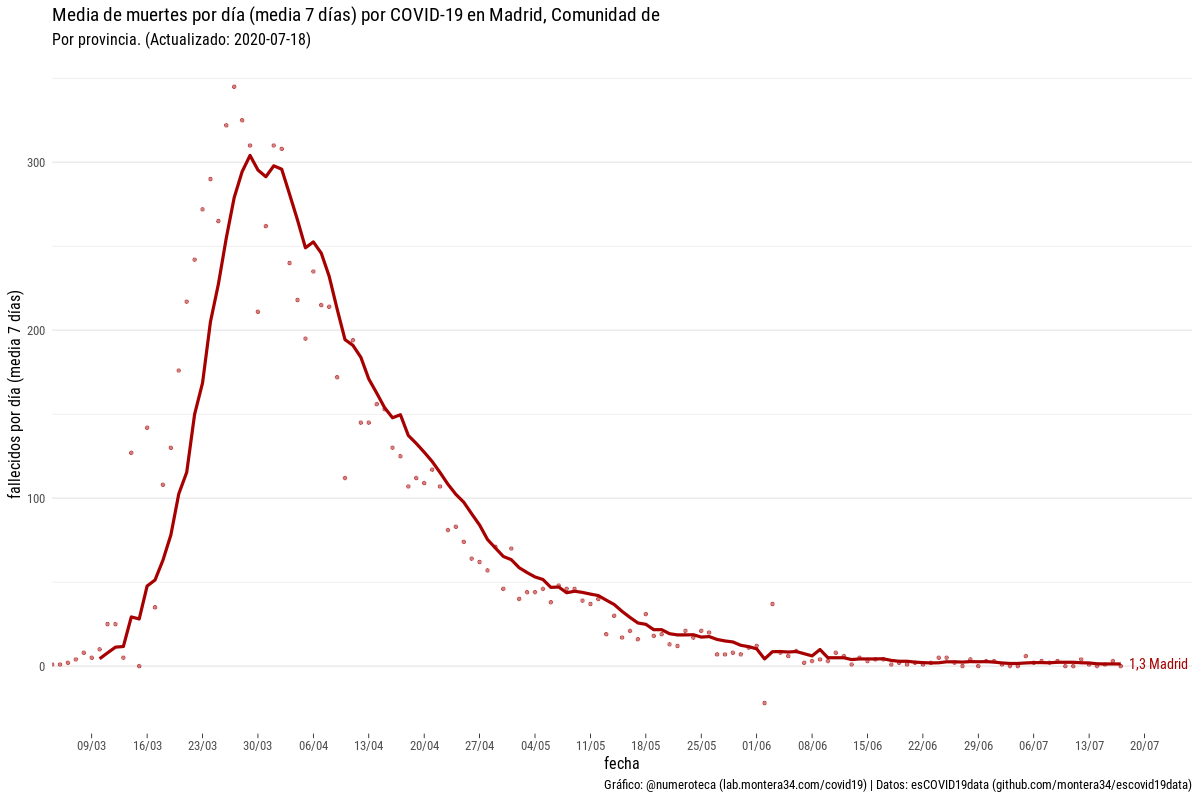 Media de muertes por día (media 7 días) por COVID-19 en Madrid, Comunidad de
Por provincia. (Actualizado: 2020-07-18)
fallecidos por día (media 7 días)
300
200
100
0
1,3 Madrid
09/03 16/03 23/03 30/03 06/04 13/04 20/04 27/04 04/05 11/05 18/05 25/05 01/06 08/06 15/06 22/06 29/06 06/07 13/07 20/07
fecha
Gráfico: @numeroteca (lab.montera34.com/covid19) | Datos: esCOVID19data (github.com/montera34/escovid19data)